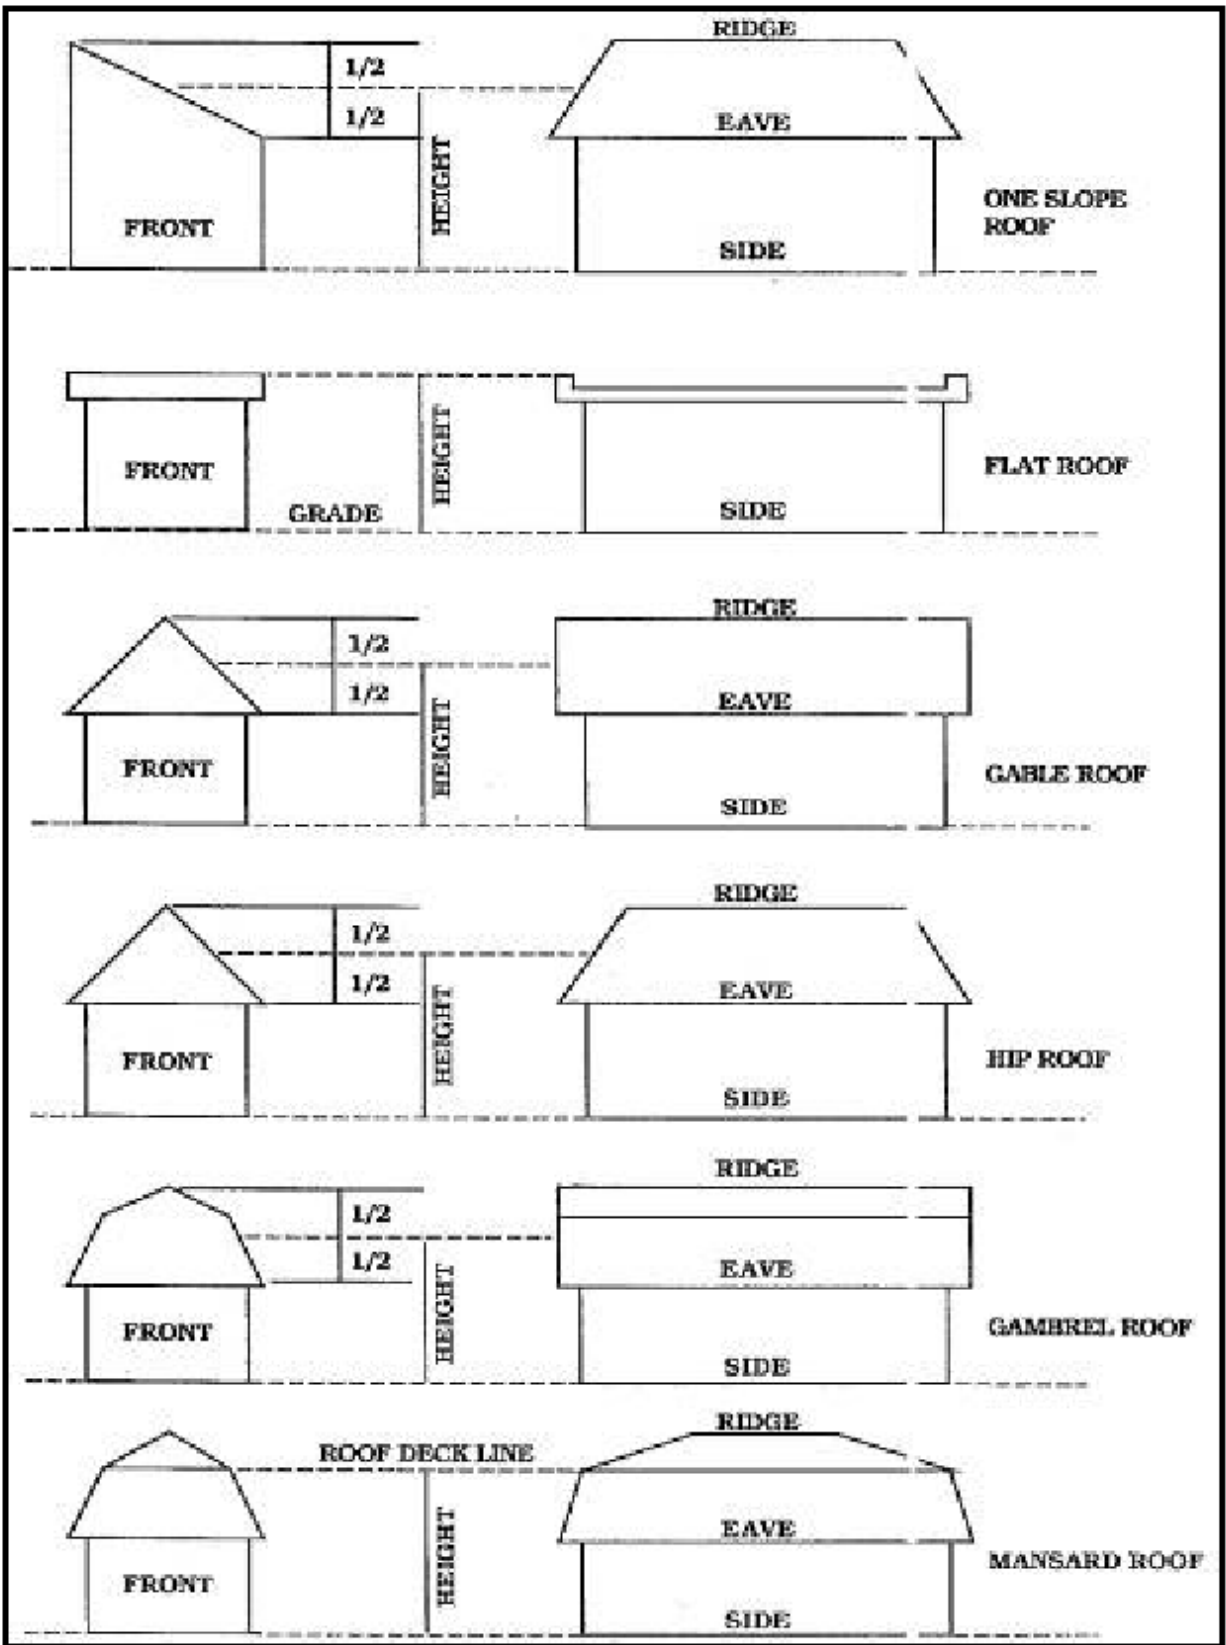 RIDGE
1/2
1/2
EAVE
HEIGHT
ONE SLOPE
ROOF
FRONT
SIDE
HEIGHT
FRONT
FLAT ROOF
GRADE
SIDE
RIDGE
1/2
1/2
EAVE
HEIGHT
FRONT
GABLE ROOF
SIDE
RIDGE
1/2
1/2
EAVE
HEIGHT
FRONT
HIP ROOF
SIDE
RIDGE
1/2
1/2
EAVE
HEIGHT
FRONT
GAMBREL ROOF
SIDE
RIDGE
ROOF DECK LINE
EAVE
HEIGHT
MANSARD ROOF
FRONT
SIDE